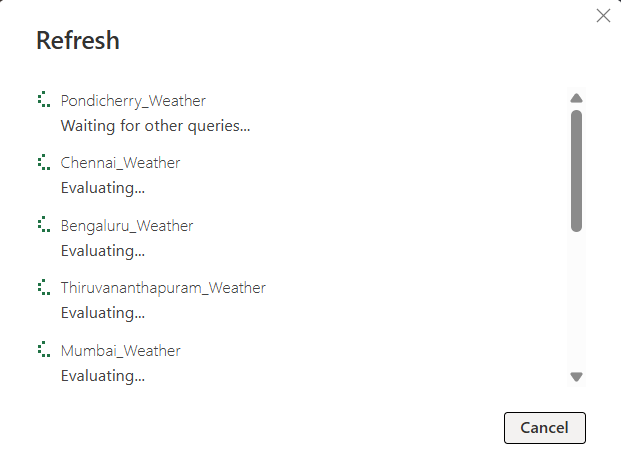 Refresh
Pondicherry_Weather
Waiting for other queries...
Chennai_Weather
Evaluating...
Bengaluru_Weather
Evaluating...
Thiruvananthapuram_Weather
Evaluating...
Mumbai_Weather
Evaluating...
Cancel